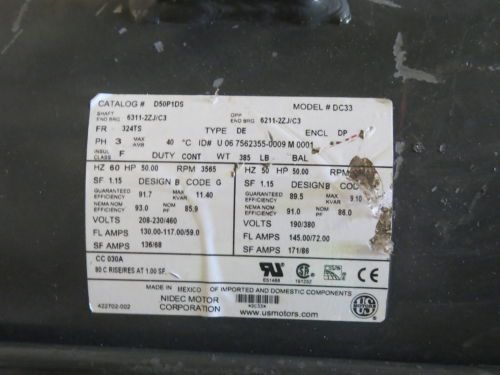 CATALOG # D50P1DS MODEL # DC33
SHAFT END BRG 6311-2ZJ/C3 OPP END BRG 6211-2ZJ/C3
FR 324TS TYPE DE ENCL DP
PH 3 MAX AMB 40 °C ID# U 06 7562355-0009 M 0001
INSUL CLASS F DUTY CONT WT 385 LB BAL
HZ 60 HP 50.00 RPM 3565
SF 1.15 DESIGN B CODE G
GUARANTEED EFFICIENCY 91.7 MAX KVAR 11.40
NEMA NOM EFFICIENCY 93.0 PF 85.9
VOLTS 208-230/460
FL AMPS 130.00-117.00/59.0
SF AMPS 136/68
HZ 50 HP 50.00 RPM
SF 1.15 DESIGN B CODE
GUARANTEED EFFICIENCY 89.5 MAX KVAR 9.10
NEMA NOM EFFICIENCY 91.0 PF 86.0
VOLTS 190/380
FL AMPS 145.00/72.00
SF AMPS 171/86
CC 030A
80 C RISE/RES AT 1.00 SF.
MADE IN MEXICO OF IMPORTED AND DOMESTIC COMPONENTS
422702-002
NIDEC MOTOR
CORPORATION
*DC33*
www.usmotors.com
US
MOTORS